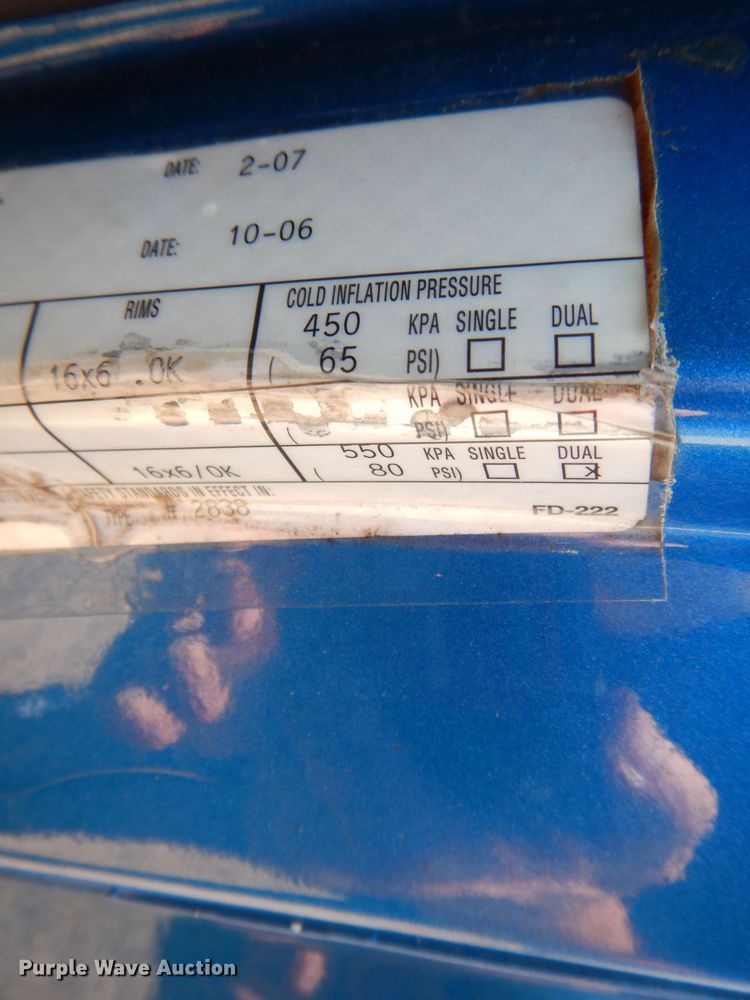 DATE: 2-07
DATE: 10-06
RIMS
COLD INFLATION PRESSURE
450 KPA SINGLE DUAL
16x6 .0K ( 65 PSI)
KPA SINGLE DUAL
( PSI)
550 KPA SINGLE DUAL
16x6/0K ( 80 PSI) X
SAFETY STANDARDS IN EFFECT IN:
TYPE # 2838 FD-222
Purple Wave Auction